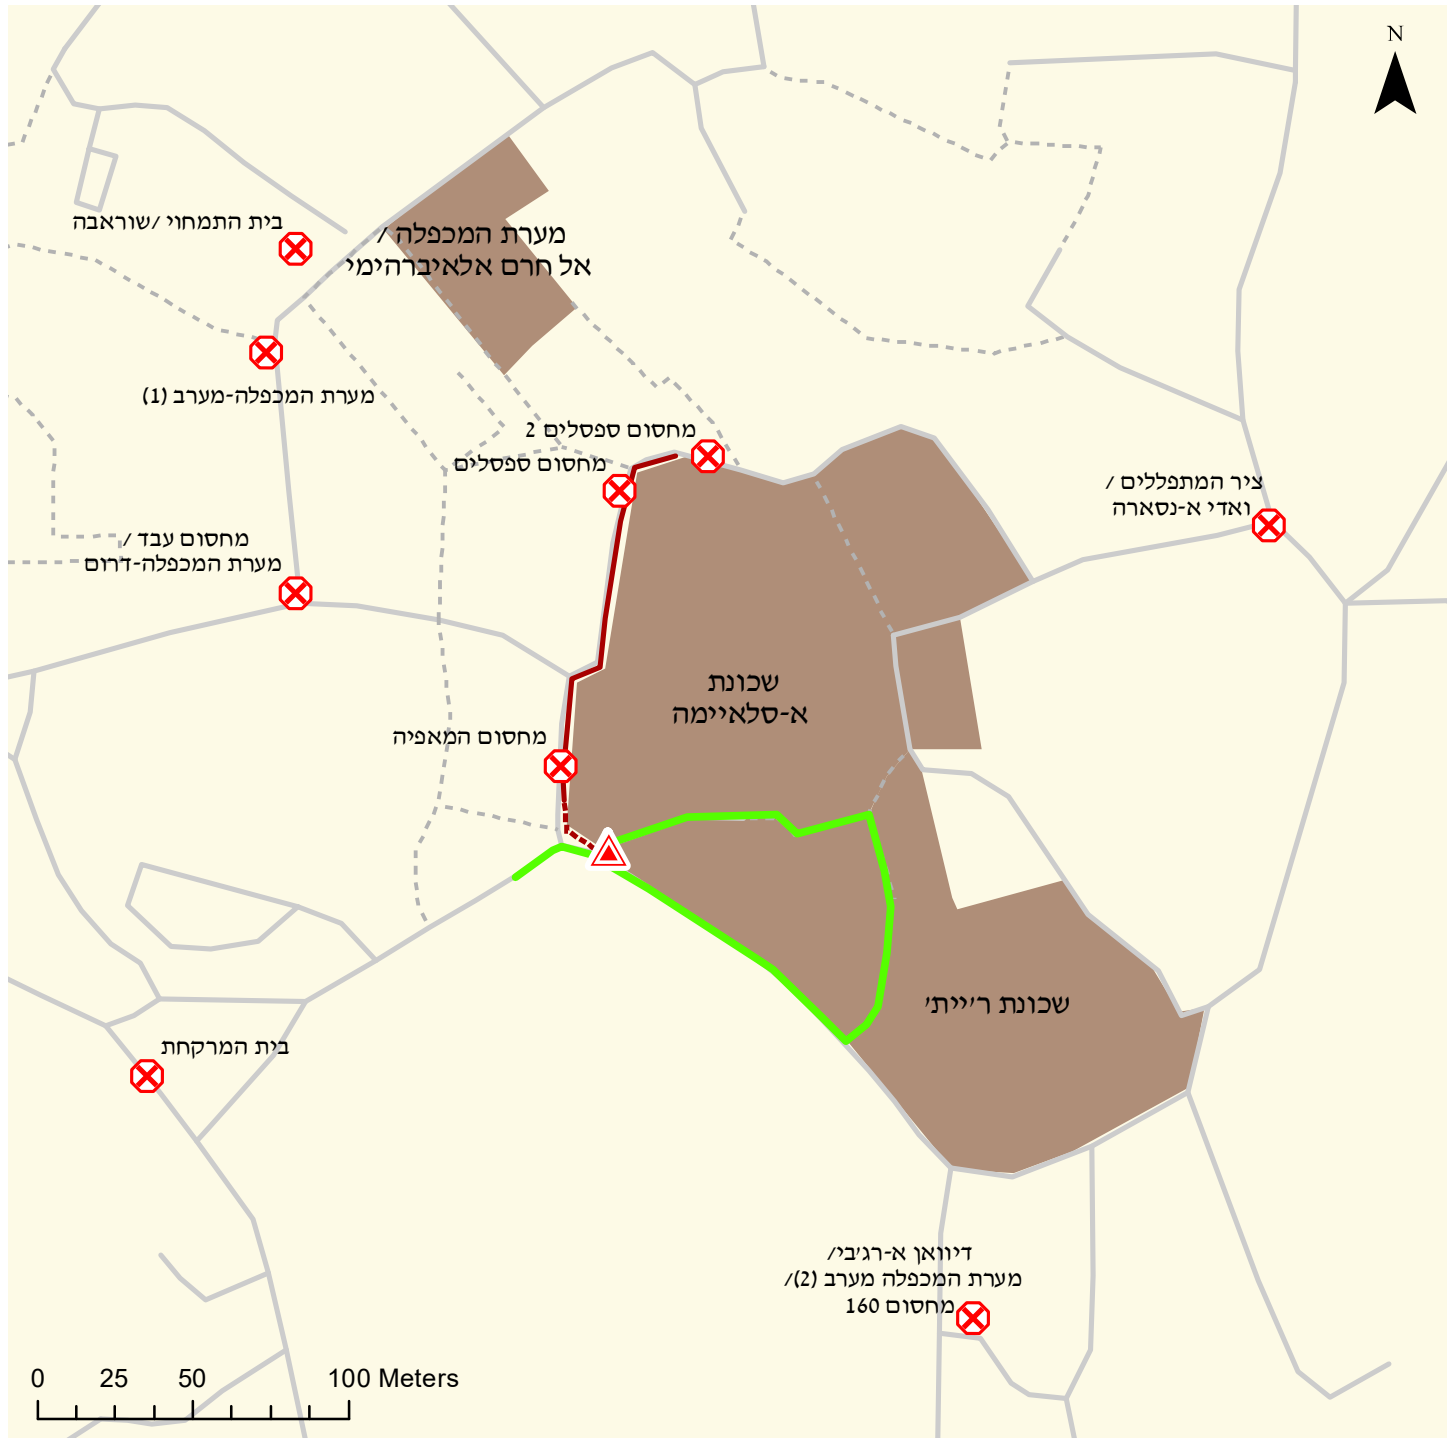 N
בית התמחוי /שוראבה
מערת המכפלה /
אל חרם אלאיברהימי
מערת המכפלה-מערב (1)
מחסום ספסלים 2
מחסום ספסלים
ציר המתפללים /
ואדי א-נסארה
מחסום עבד /
מערת המכפלה-דרום
שכונת
א-סלאיימה
מחסום המאפיה
שכונת ר'יית'
בית המרקחת
דיוואן א-רג'בי/
מערת המכפלה מערב (2)/
מחסום 160
0 25 50 100 Meters